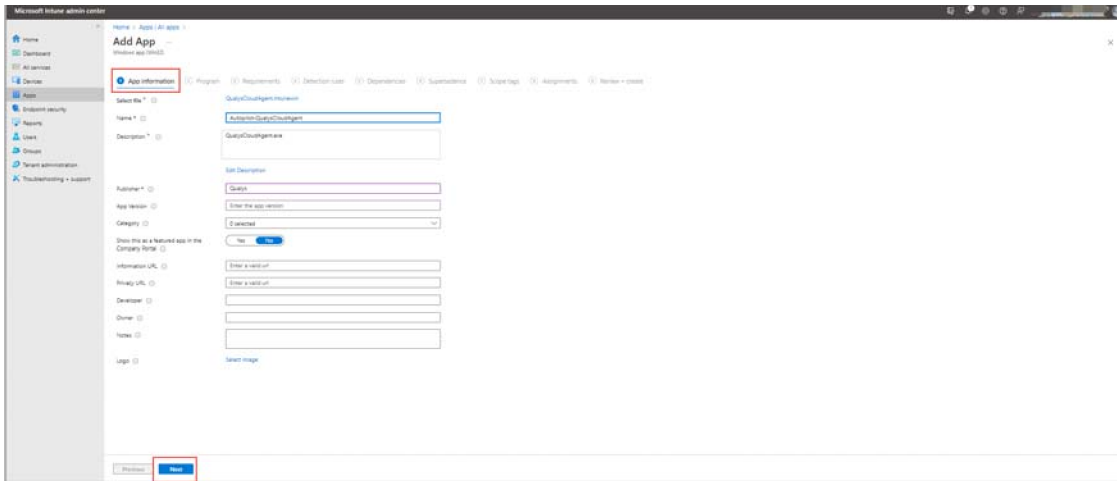 Microsoft Intune admin center
Home > Apps | All apps >
Add App
Windows app (Win32)
Home
Dashboard
All services
Devices
Apps
Endpoint security
Reports
Users
Groups
Tenant administration
Troubleshooting + support
App information
Program
Requirements
Detection rules
Dependencies
Supersedence
Scope tags
Assignments
Review + create
Select file *
QualysCloudAgent.intunewin
Name *
Autopilot-QualysCloudAgent
Description *
QualysCloudAgent.exe
Edit Description
Publisher *
Qualys
App Version
Enter the app version
Category
0 selected
Show this as a featured app in the
Company Portal
Yes
No
Information URL
Enter a valid url
Privacy URL
Enter a valid url
Developer
Owner
Notes
Logo
Select image
Previous
Next